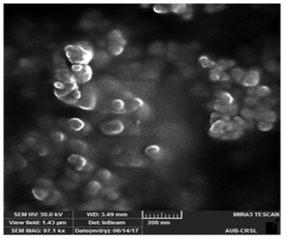 SEM HV: 30.0 kV WD: 3.49 mm MIRA3 TESCAN
View field: 1.43 µm Det: InBeam 200 nm
SEM MAG: 97.1 kx Date(m/d/y): 06/14/17 AUB-CRSL